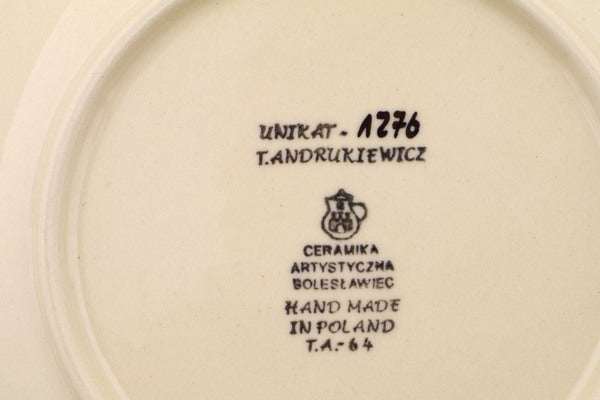 UNIKAT - 1276
T.ANDRUKIEWICZ
CERAMIKA
ARTYSTYCZNA
BOLESŁAWIEC
HAND MADE
IN POLAND
T.A.-64